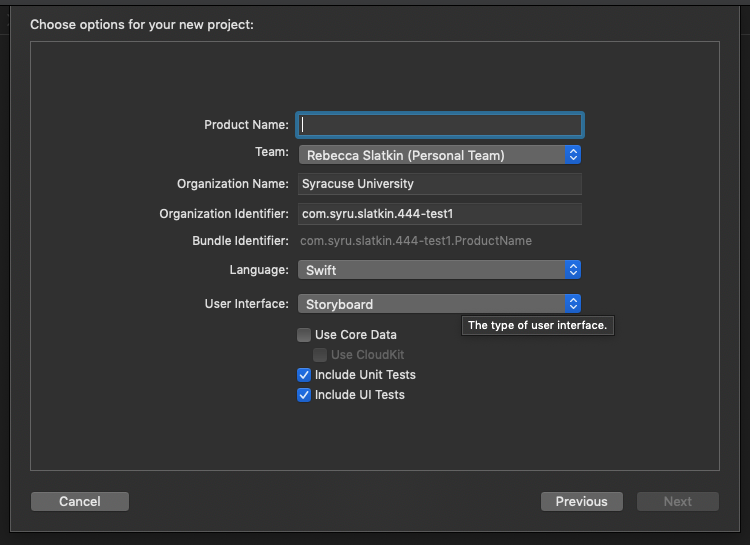 Choose options for your new project:
Product Name:
Team: Rebecca Slatkin (Personal Team)
Organization Name: Syracuse University
Organization Identifier: com.syru.slatkin.444-test1
Bundle Identifier: com.syru.slatkin.444-test1.ProductName
Language: Swift
User Interface: Storyboard
The type of user interface.
Use Core Data
Use CloudKit
Include Unit Tests
Include UI Tests
Cancel Previous Next